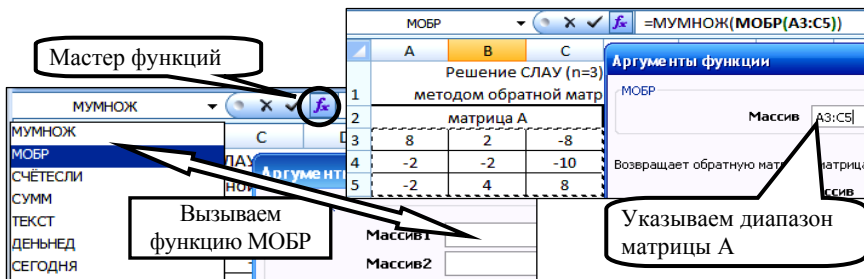 Мастер функций
МУМНОЖ
C
МУМНОЖ
МОБР
СЧЁТЕСЛИ
СУММ
ТЕКСТ
ДЕНЬНЕД
СЕГОДНЯ
Вызываем
функцию МОБР
Массив1
Массив2
МОБР
fx
=МУМНОЖ(МОБР(A3:C5))
A B C
1 Решение СЛАУ (n=3)
методом обратной матр
2 матрица A
3 8 2 -8
4 -2 -2 -10
5 -2 4 8
Аргументы функции
МОБР
Массив A3:C5
Возвращает обратную
Указываем диапазон
матрицы А